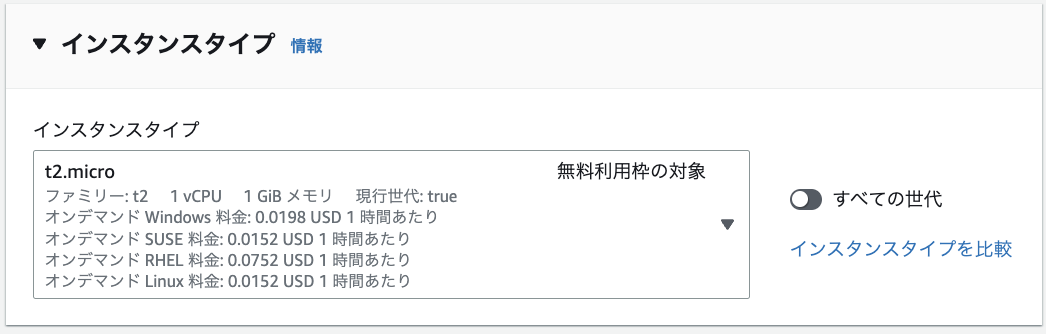 インスタンスタイプ 情報
インスタンスタイプ
t2.micro 無料利用枠の対象
ファミリー: t2 1 vCPU 1 GiB メモリ 現行世代: true
オンデマンド Windows 料金: 0.0198 USD 1 時間あたり
オンデマンド SUSE 料金: 0.0152 USD 1 時間あたり
オンデマンド RHEL 料金: 0.0752 USD 1 時間あたり
オンデマンド Linux 料金: 0.0152 USD 1 時間あたり
すべての世代
インスタンスタイプを比較